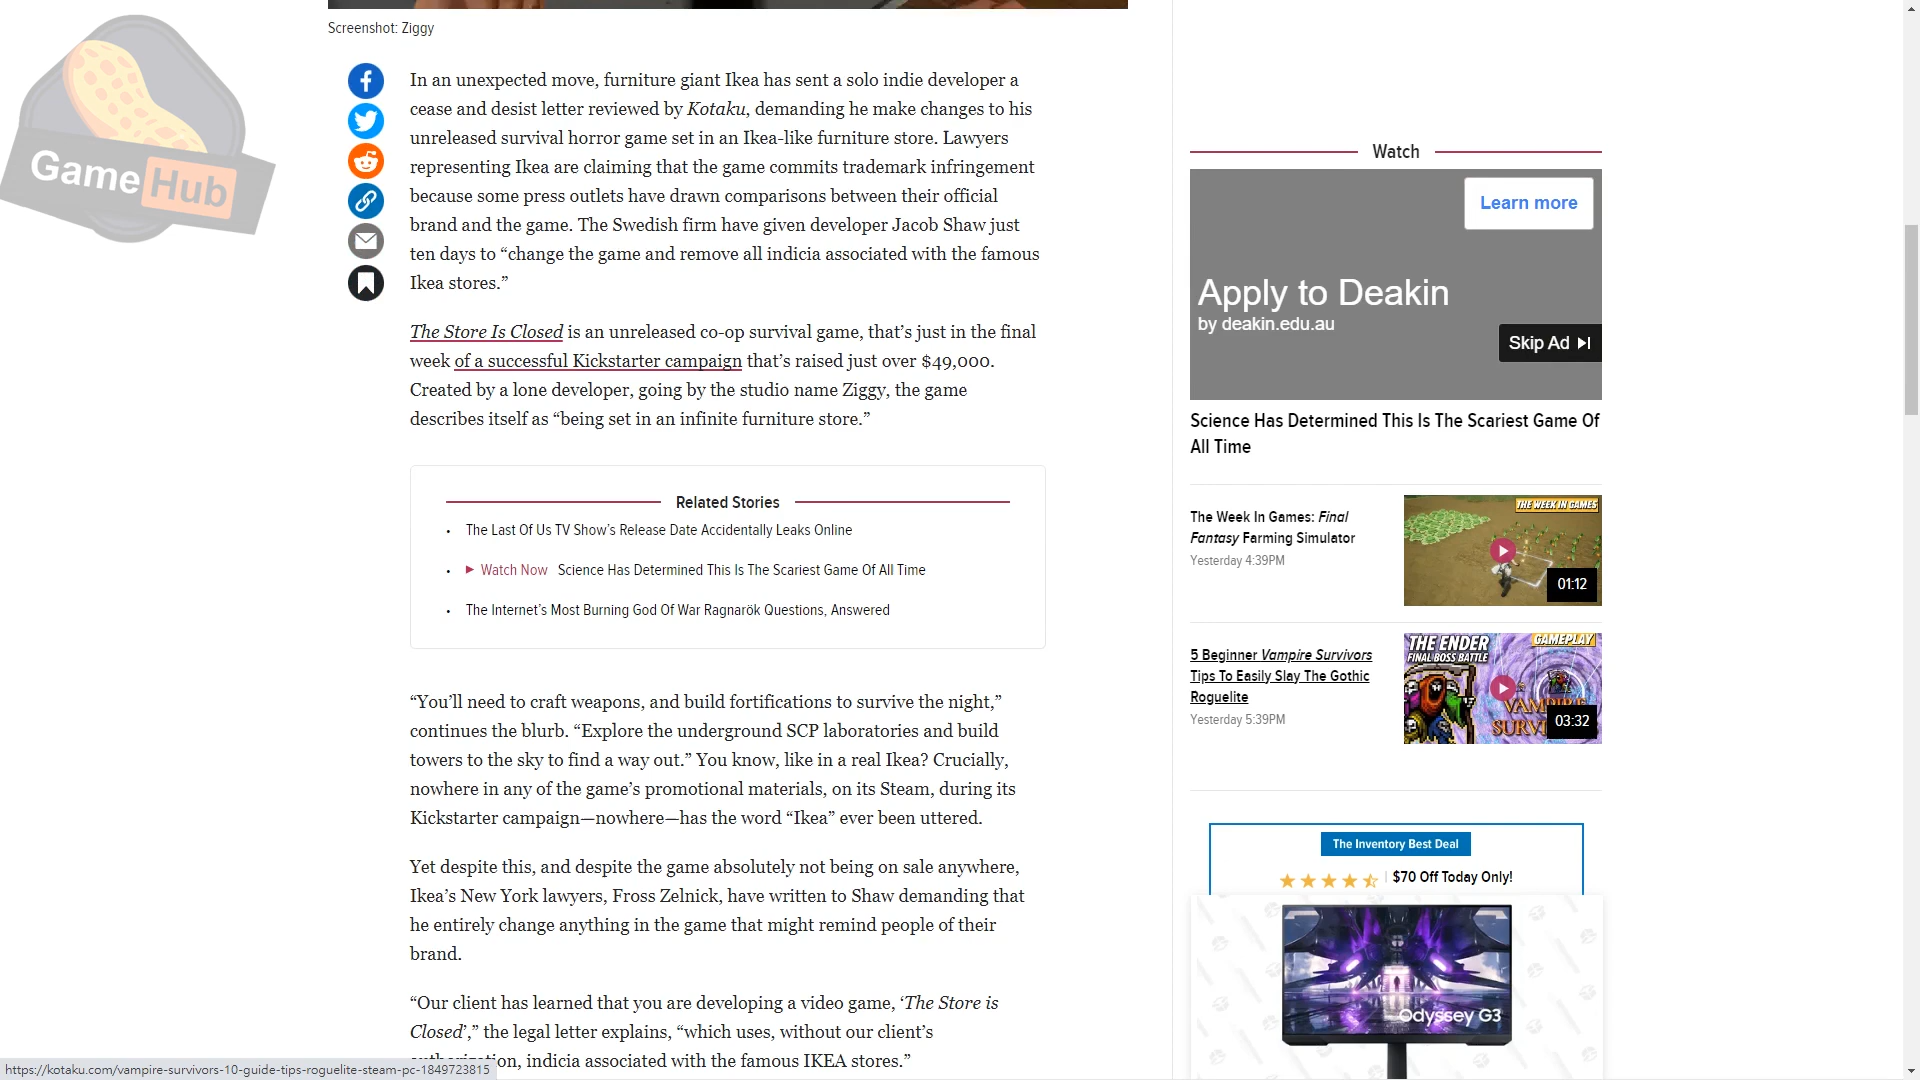 Screenshot: Ziggy
Game Hub
In an unexpected move, furniture giant Ikea has sent a solo indie developer a
cease and desist letter reviewed by Kotaku, demanding he make changes to his
unreleased survival horror game set in an Ikea-like furniture store. Lawyers
representing Ikea are claiming that the game commits trademark infringement
because some press outlets have drawn comparisons between their official
brand and the game. The Swedish firm have given developer Jacob Shaw just
ten days to “change the game and remove all indicia associated with the famous
Ikea stores.”
The Store Is Closed is an unreleased co-op survival game, that’s just in the final
week of a successful Kickstarter campaign that’s raised just over $49,000.
Created by a lone developer, going by the studio name Ziggy, the game
describes itself as “being set in an infinite furniture store.”
Related Stories
• The Last Of Us TV Show’s Release Date Accidentally Leaks Online
• Watch Now Science Has Determined This Is The Scariest Game Of All Time
• The Internet’s Most Burning God Of War Ragnarök Questions, Answered
“You’ll need to craft weapons, and build fortifications to survive the night,”
continues the blurb. “Explore the underground SCP laboratories and build
towers to the sky to find a way out.” You know, like in a real Ikea? Crucially,
nowhere in any of the game’s promotional materials, on its Steam, during its
Kickstarter campaign—nowhere—has the word “Ikea” ever been uttered.
Yet despite this, and despite the game absolutely not being on sale anywhere,
Ikea’s New York lawyers, Fross Zelnick, have written to Shaw demanding that
he entirely change anything in the game that might remind people of their
brand.
“Our client has learned that you are developing a video game, ‘The Store is
Closed’,” the legal letter explains, “which uses, without our client’s
authorization, indicia associated with the famous IKEA stores.”
https://kotaku.com/vampire-survivors-10-guide-tips-roguelite-steam-pc-1849723815
Watch
Learn more
Apply to Deakin
by deakin.edu.au
Skip Ad
Science Has Determined This Is The Scariest Game Of
All Time
The Week In Games: Final
Fantasy Farming Simulator
Yesterday 4:39PM
THE WEEK IN GAMES
01:12
5 Beginner Vampire Survivors
Tips To Easily Slay The Gothic
Roguelite
Yesterday 5:39PM
THE ENDER
FINAL BOSS BATTLE
GAMEPLAY
03:32
The Inventory Best Deal
$70 Off Today Only!
Odyssey G3